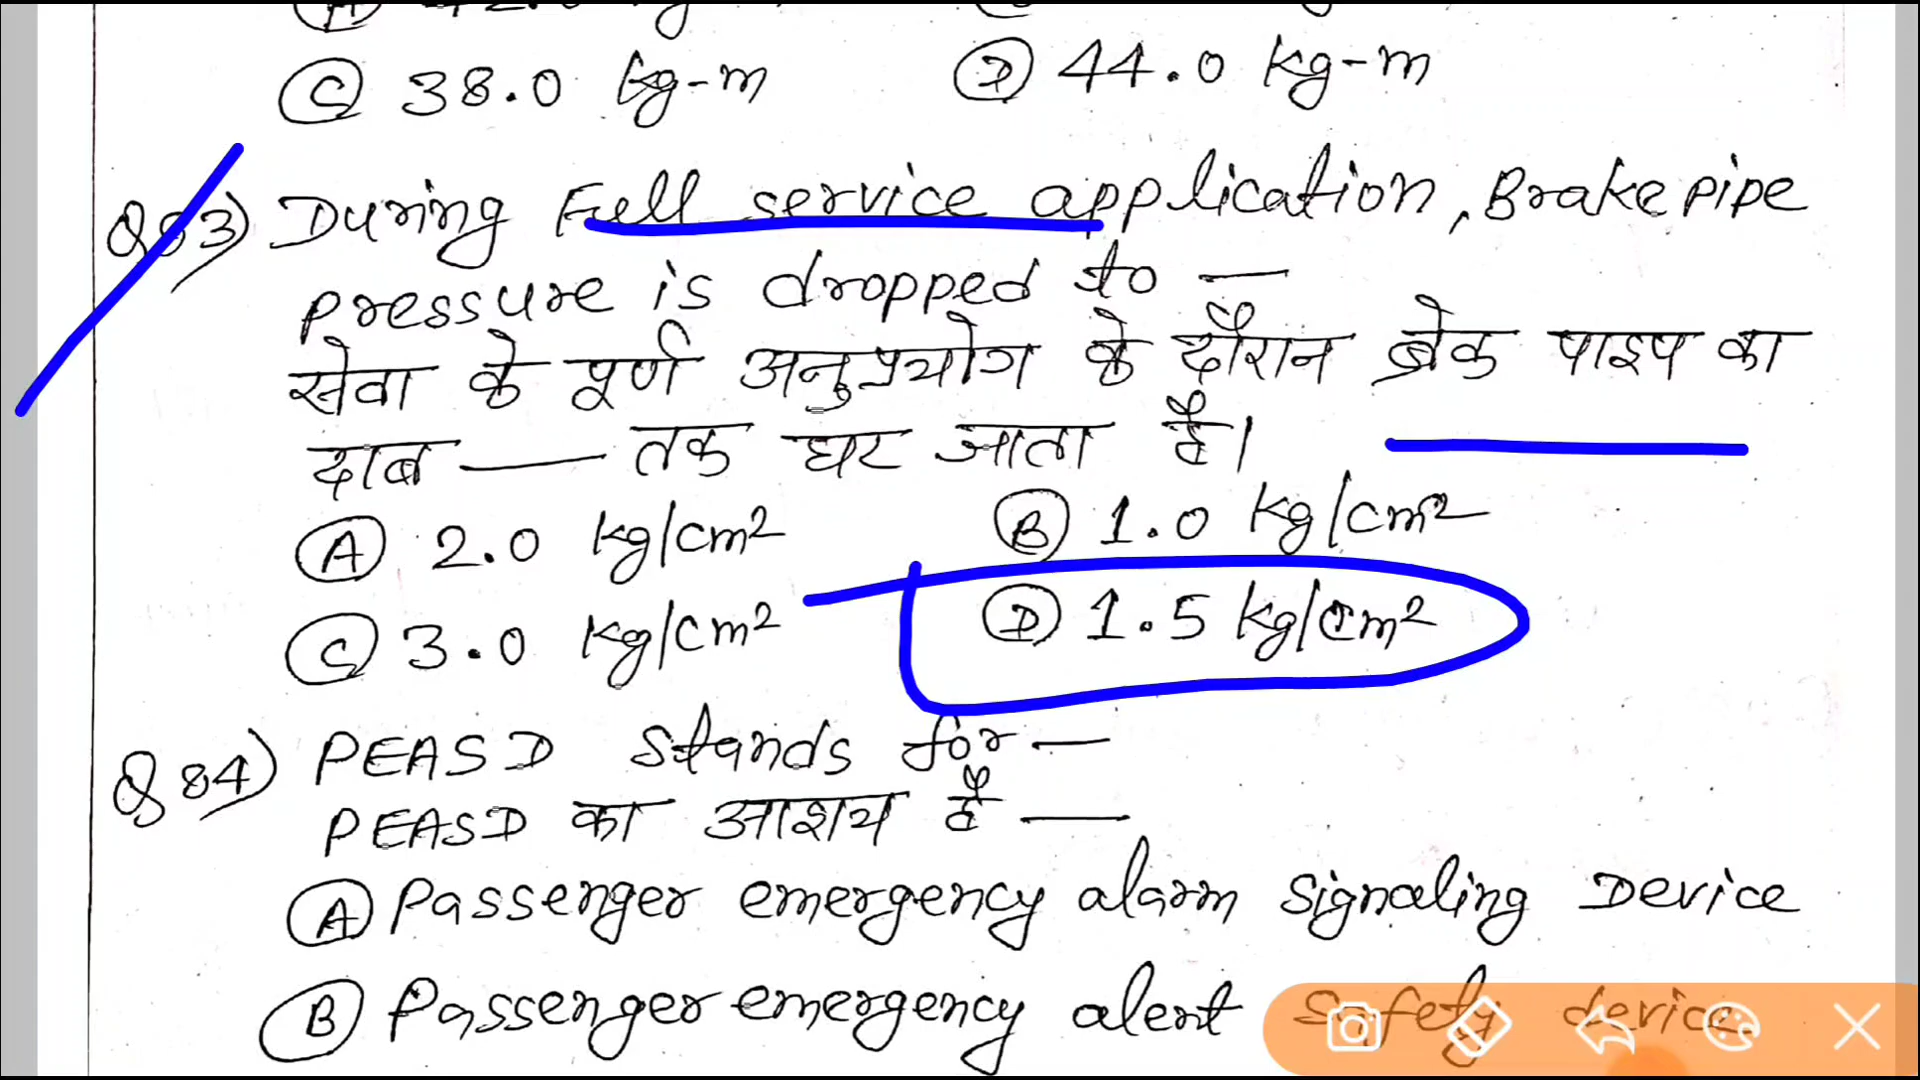 Ⓒ 38.0 kg-m Ⓓ 44.0 kg-m
Q83) During Full service application, Brake pipe
pressure is dropped to —
सेवा के पूर्ण अनुप्रयोग के दौरान ब्रेक पाइप का
दाब —— तक घट जाता है।
Ⓐ 2.0 kg/cm² Ⓑ 1.0 kg/cm²
Ⓒ 3.0 kg/cm² Ⓓ 1.5 kg/cm²
Q84) PEASD stands for —
PEASD का आशय है —
Ⓐ Passenger emergency alarm signaling Device
Ⓑ Passenger emergency alert safety device